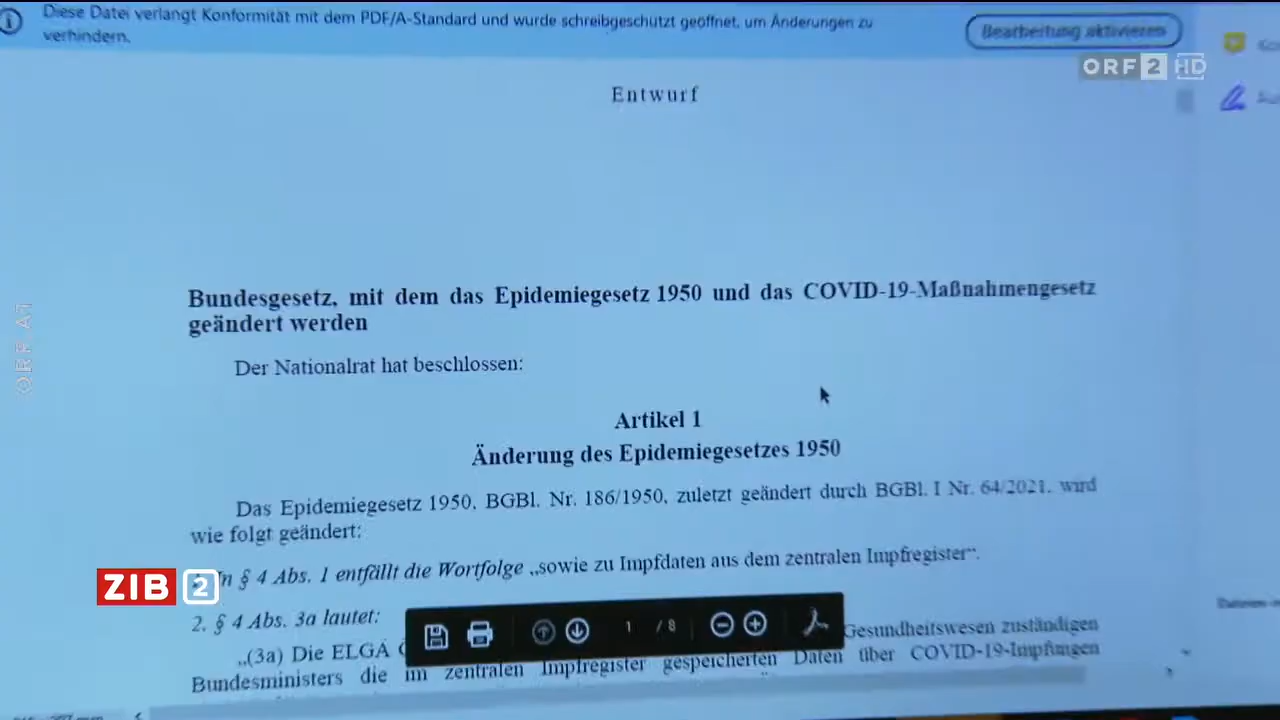 Diese Datei verlangt Konformität mit dem PDF/A-Standard und wurde schreibgeschützt geöffnet, um Änderungen zu
verhindern.
Bearbeitung aktivieren
ORF 2 HD
Entwurf
Bundesgesetz, mit dem das Epidemiegesetz 1950 und das COVID-19-Maßnahmengesetz
geändert werden
Der Nationalrat hat beschlossen:
ORF AT
Artikel 1
Änderung des Epidemiegesetzes 1950
Das Epidemiegesetz 1950, BGBl. Nr. 186/1950, zuletzt geändert durch BGBl. I Nr. 64/2021, wird
wie folgt geändert:
In § 4 Abs. 1 entfällt die Wortfolge „sowie zu Impfdaten aus dem zentralen Impfregister“.
ZIB 2
2. § 4 Abs. 3a lautet:
1 / 8
„(3a) Die ELGA Gesundheitswesen zuständigen
Bundesministers die im zentralen Impfregister gespeicherten Daten über COVID-19-Impfungen